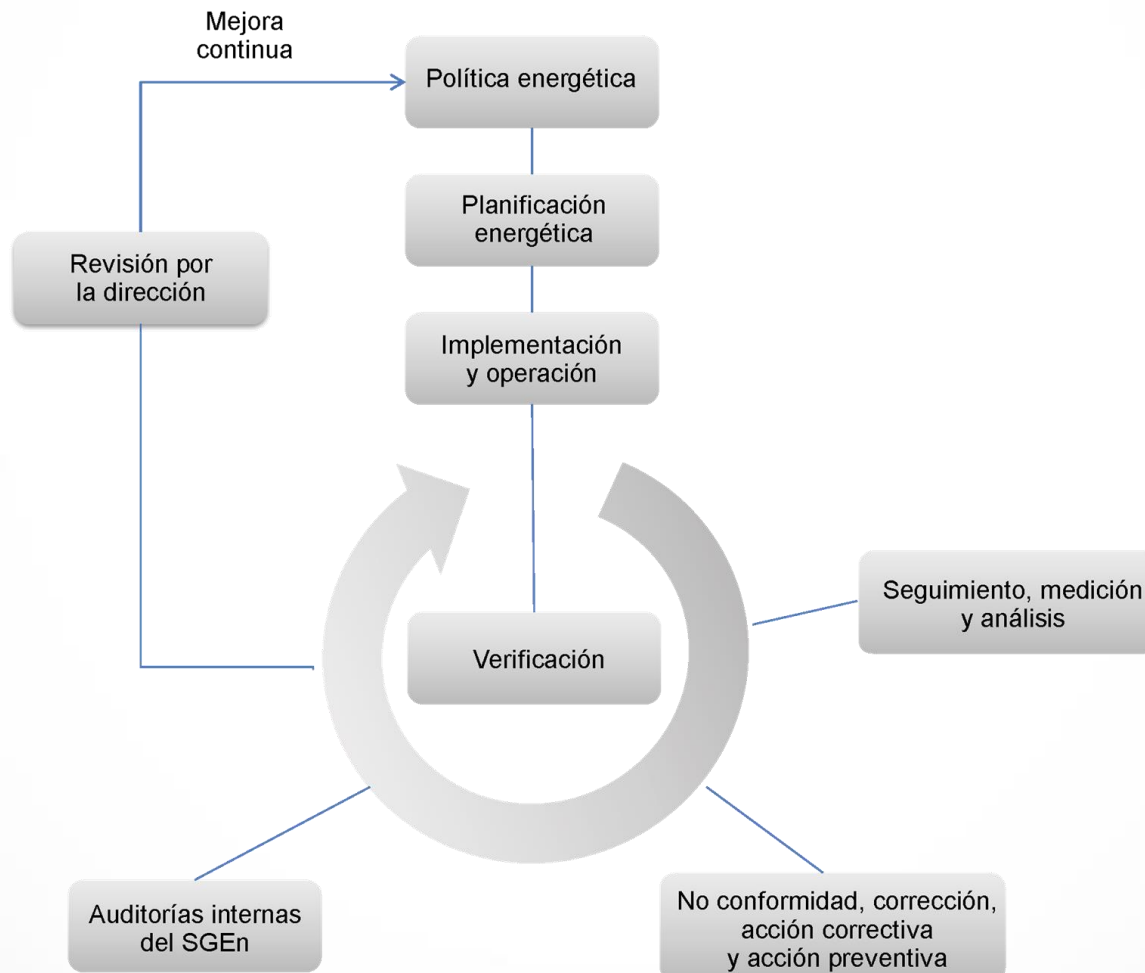 Mejora
continua
Política energética
Planificación
energética
Revisión por
la dirección
Implementación
y operación
Seguimiento, medición
y análisis
Verificación
Auditorías internas
del SGEn
No conformidad, corrección,
acción correctiva
y acción preventiva